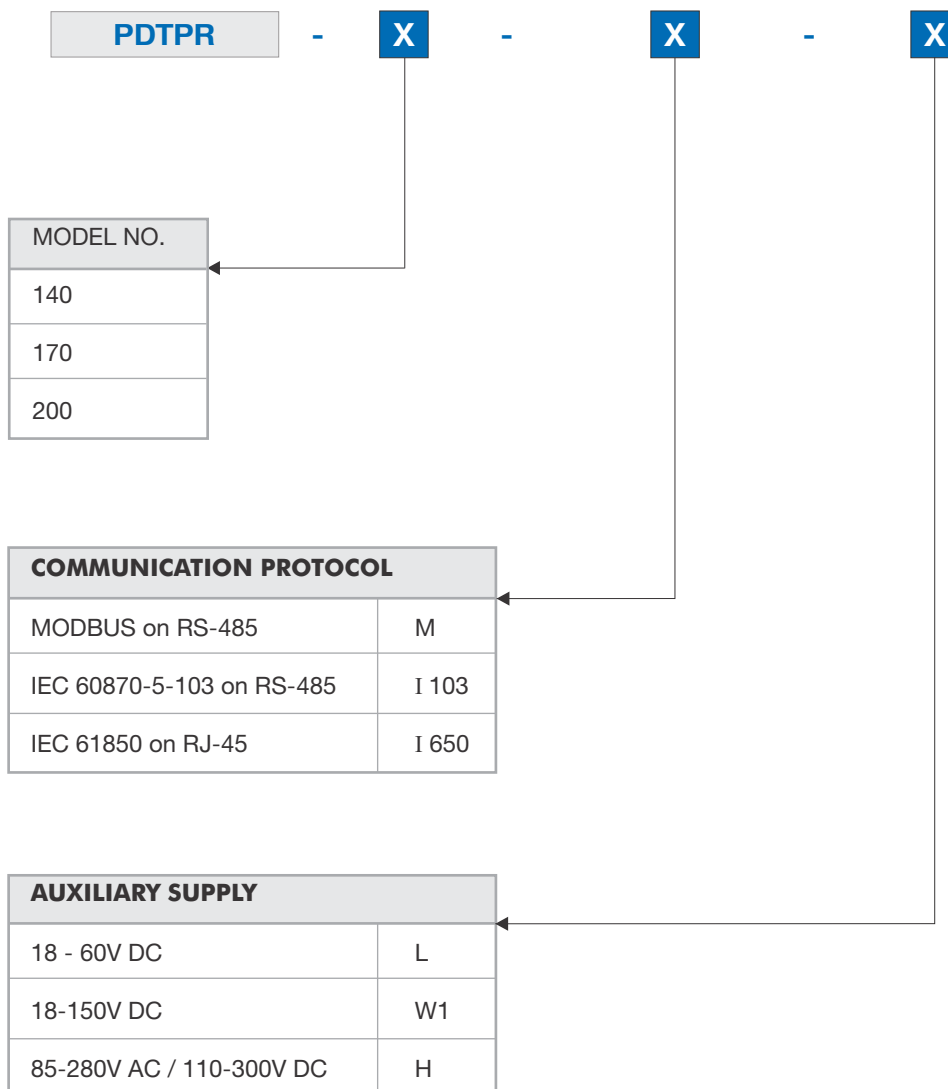 PDTPR - X - X - X
MODEL NO.
140
170
200
COMMUNICATION PROTOCOL
MODBUS on RS-485 M
IEC 60870-5-103 on RS-485 I 103
IEC 61850 on RJ-45 I 650
AUXILIARY SUPPLY
18 - 60V DC L
18-150V DC W1
85-280V AC / 110-300V DC H